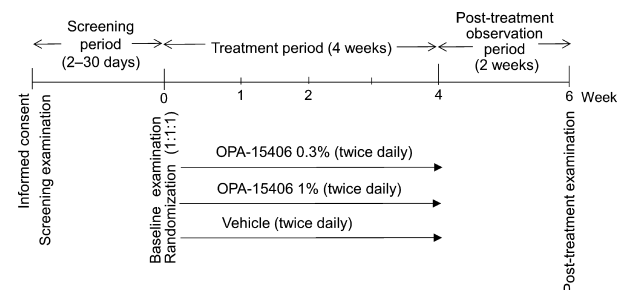 Screening
period
(2–30 days)
Treatment period (4 weeks)
Post-treatment
observation
period
(2 weeks)
0
1
2
4
6
Week
Informed consent
Screening examination
Baseline examination
Randomization (1:1:1)
OPA-15406 0.3% (twice daily)
OPA-15406 1% (twice daily)
Vehicle (twice daily)
Post-treatment examination